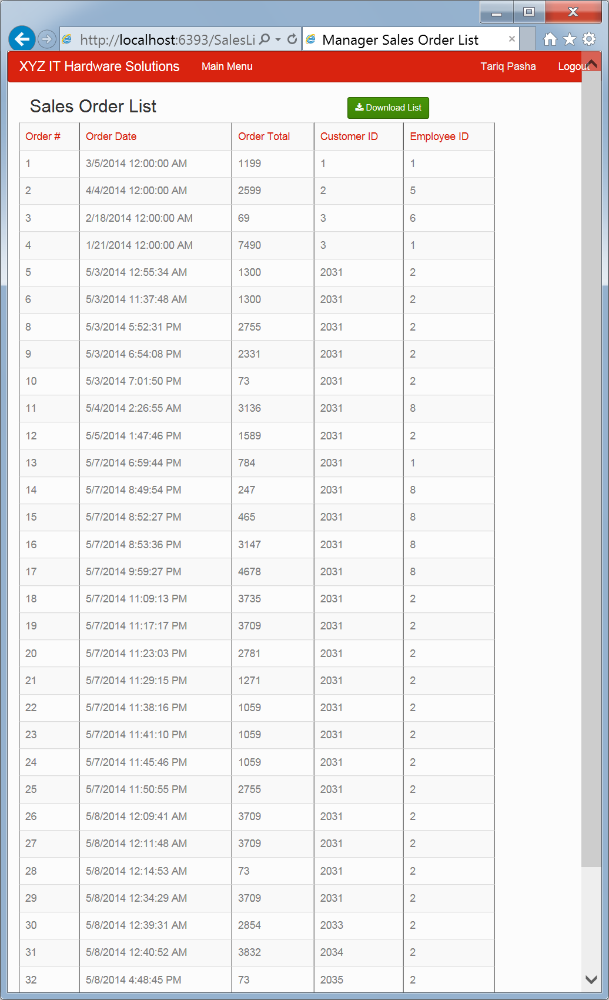 http://localhost:6393/SalesLi Manager Sales Order List
XYZ IT Hardware Solutions Main Menu Tariq Pasha Logout
Sales Order List Download List
Order # Order Date Order Total Customer ID Employee ID
1 3/5/2014 12:00:00 AM 1199 1 1
2 4/4/2014 12:00:00 AM 2599 2 5
3 2/18/2014 12:00:00 AM 69 3 6
4 1/21/2014 12:00:00 AM 7490 3 1
5 5/3/2014 12:55:34 AM 1300 2031 2
6 5/3/2014 11:37:48 AM 1300 2031 2
8 5/3/2014 5:52:31 PM 2755 2031 2
9 5/3/2014 6:54:08 PM 2331 2031 2
10 5/3/2014 7:01:50 PM 73 2031 2
11 5/4/2014 2:26:55 AM 3136 2031 8
12 5/5/2014 1:47:46 PM 1589 2031 2
13 5/7/2014 6:59:44 PM 784 2031 1
14 5/7/2014 8:49:54 PM 247 2031 8
15 5/7/2014 8:52:27 PM 465 2031 8
16 5/7/2014 8:53:36 PM 3147 2031 8
17 5/7/2014 9:59:27 PM 4678 2031 8
18 5/7/2014 11:09:13 PM 3735 2031 2
19 5/7/2014 11:17:17 PM 3709 2031 2
20 5/7/2014 11:23:03 PM 2781 2031 2
21 5/7/2014 11:29:15 PM 1271 2031 2
22 5/7/2014 11:38:16 PM 1059 2031 2
23 5/7/2014 11:41:10 PM 1059 2031 2
24 5/7/2014 11:45:46 PM 1059 2031 2
25 5/7/2014 11:50:55 PM 2755 2031 2
26 5/8/2014 12:09:41 AM 3709 2031 2
27 5/8/2014 12:11:48 AM 3709 2031 2
28 5/8/2014 12:14:53 AM 73 2031 2
29 5/8/2014 12:34:29 AM 3709 2031 2
30 5/8/2014 12:39:31 AM 2854 2033 2
31 5/8/2014 12:40:52 AM 3832 2034 2
32 5/8/2014 4:48:45 PM 73 2035 2